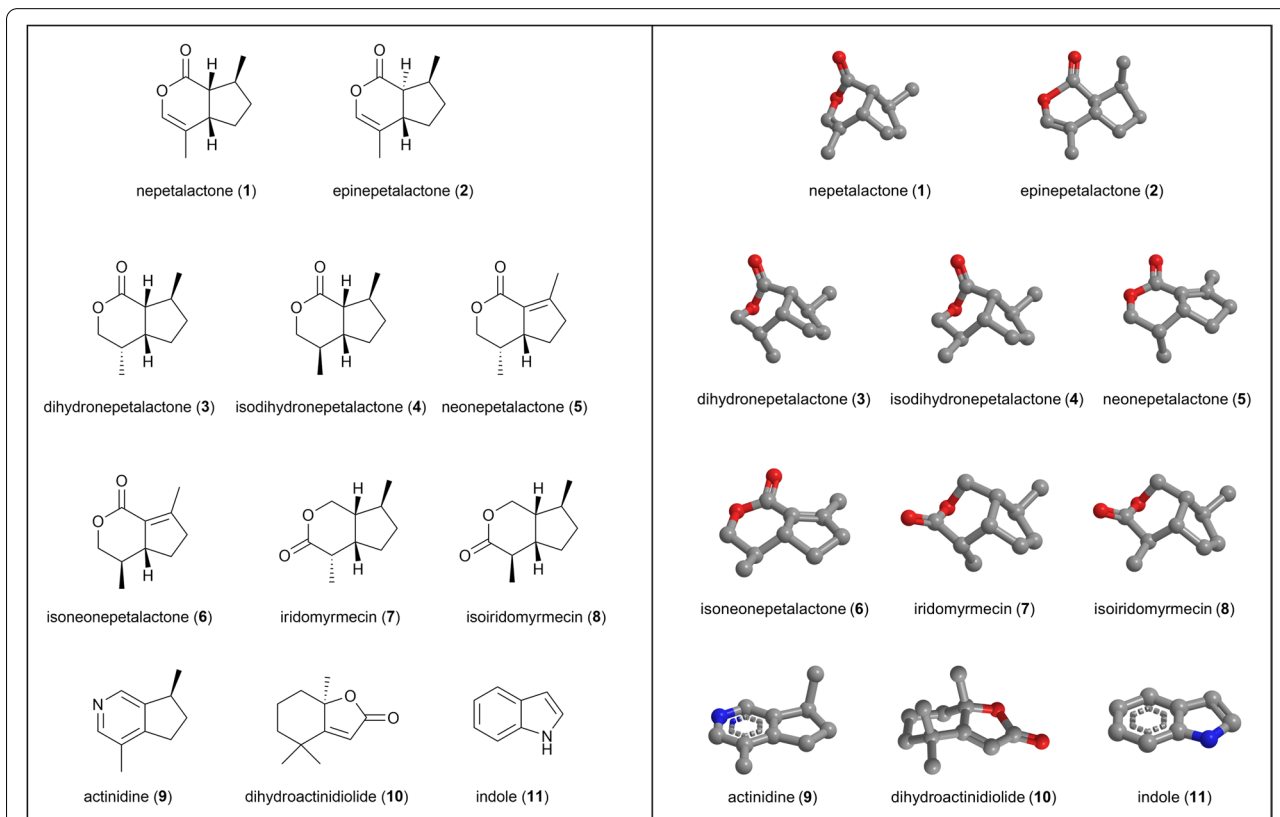 O
H
O
H
nepetalactone (1)
O
H
O
H
epinepetalactone (2)
nepetalactone (1)
epinepetalactone (2)
O
H
O
H
dihydronepetalactone (3)
O
H
O
H
isodihydronepetalactone (4)
O
O
H
neonepetalactone (5)
dihydronepetalactone (3)
isodihydronepetalactone (4)
neonepetalactone (5)
O
O
H
isoneonepetalactone (6)
H
O
O
H
iridomyrmecin (7)
H
O
O
H
isoiridomyrmecin (8)
isoneonepetalactone (6)
iridomyrmecin (7)
isoiridomyrmecin (8)
N
actinidine (9)
O
O
dihydroactinidiolide (10)
N
H
indole (11)
actinidine (9)
dihydroactinidiolide (10)
indole (11)